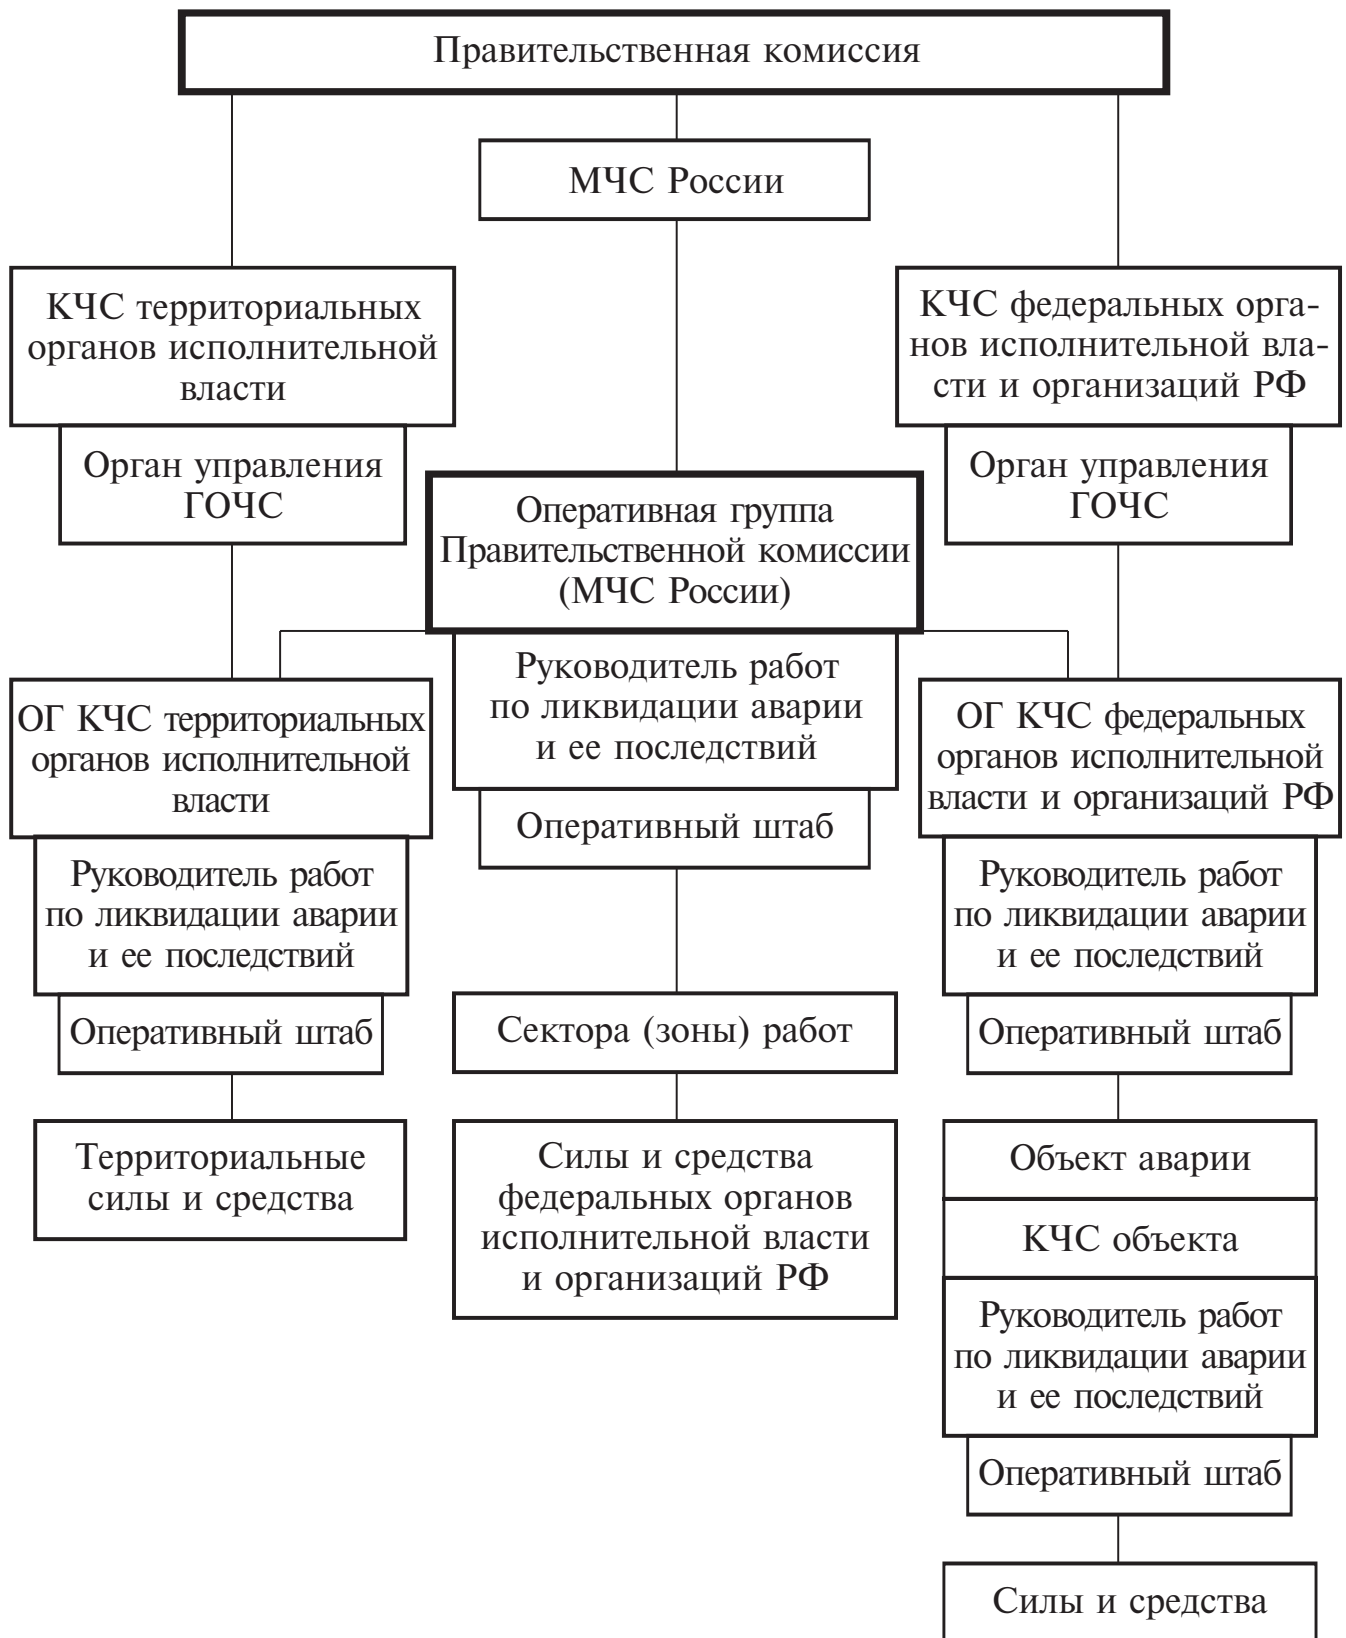 Правительственная комиссия
МЧС России
КЧС территориальных
органов исполнительной
власти
КЧС федеральных орга-
нов исполнительной вла-
сти и организаций РФ
Орган управления
ГОЧС
Орган управления
ГОЧС
Оперативная группа
Правительственной комиссии
(МЧС России)
Руководитель работ
по ликвидации аварии
и ее последствий
Оперативный штаб
ОГ КЧС территориальных
органов исполнительной
власти
Руководитель работ
по ликвидации аварии
и ее последствий
Оперативный штаб
ОГ КЧС федеральных
органов исполнительной
власти и организаций РФ
Руководитель работ
по ликвидации аварии
и ее последствий
Оперативный штаб
Сектора (зоны) работ
Территориальные
силы и средства
Силы и средства
федеральных органов
исполнительной власти
и организаций РФ
Объект аварии
КЧС объекта
Руководитель работ
по ликвидации аварии
и ее последствий
Оперативный штаб
Силы и средства